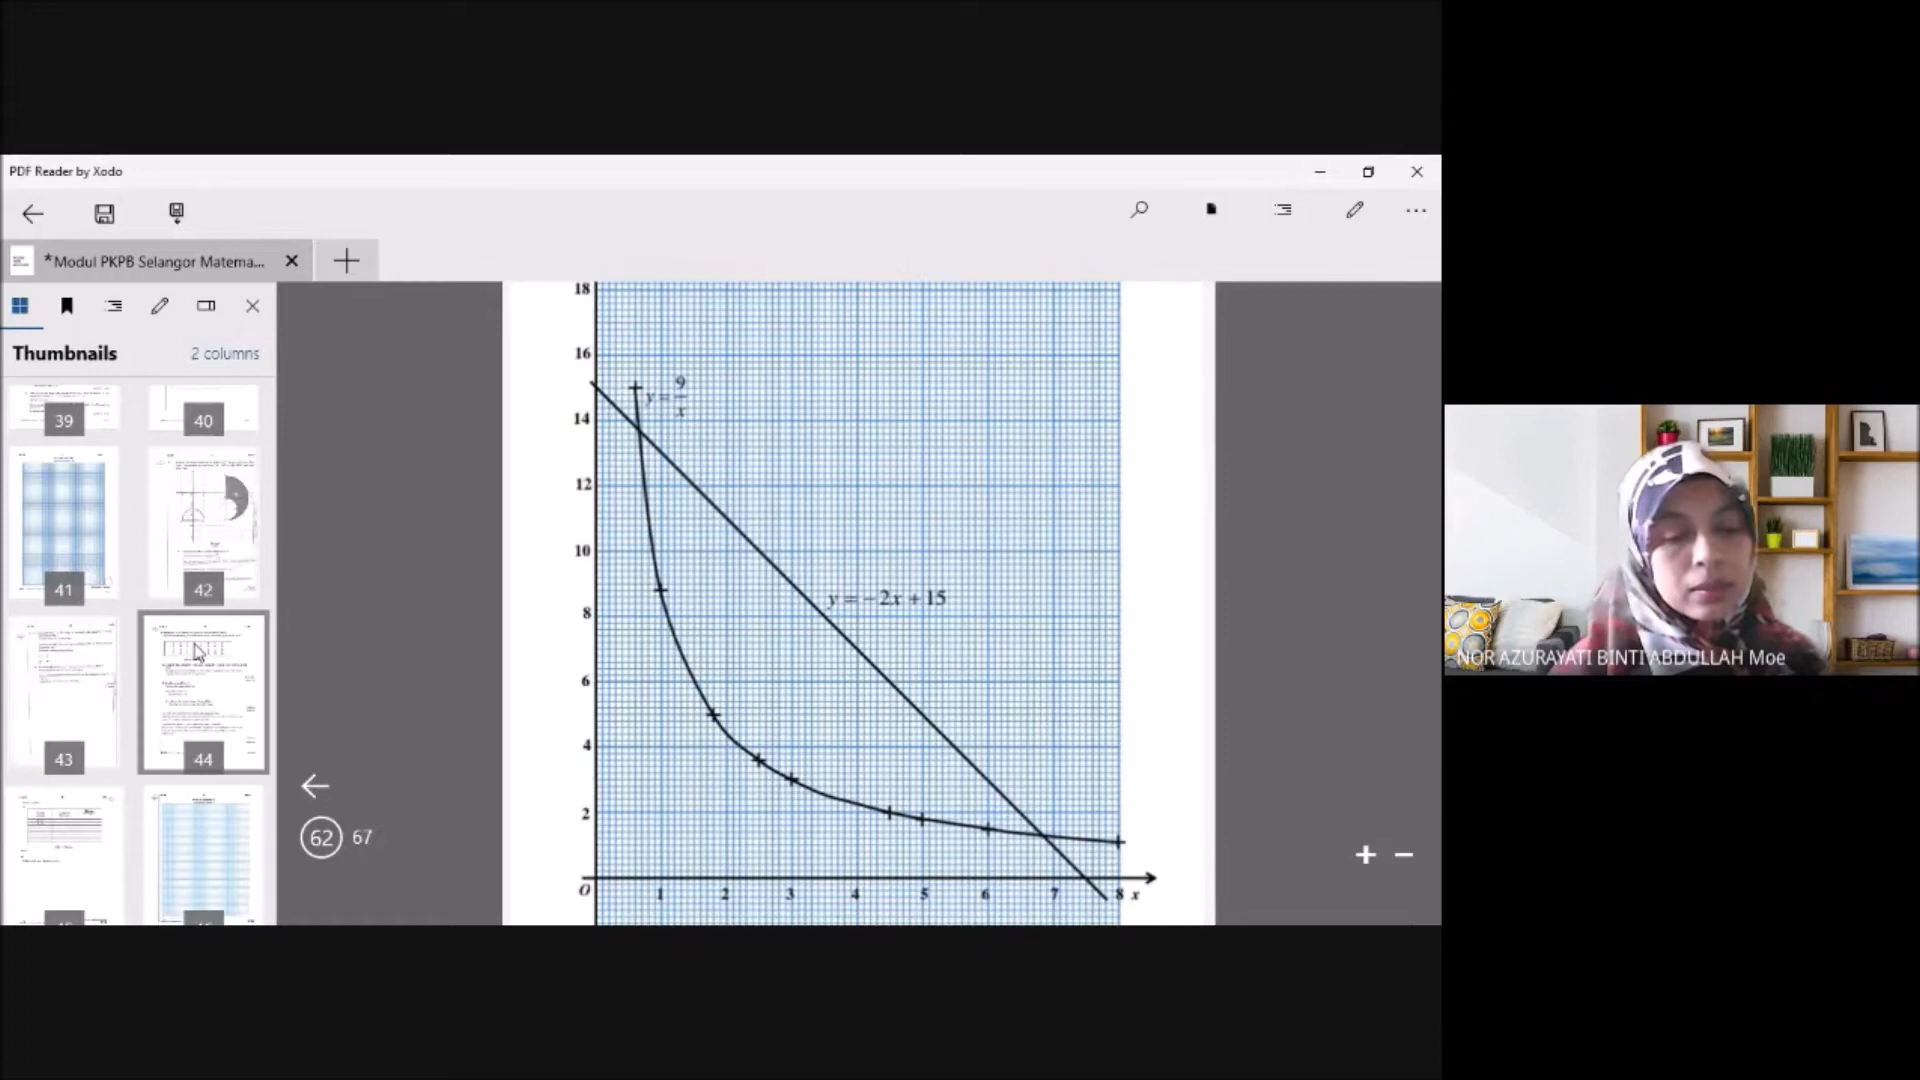 PDF Reader by Xodo
*Modul PKPB Selangor Matema...
Thumbnails
2 columns
39
40
41
42
43
44
62
67
18
16
14
12
10
8
6
4
2
O
1
2
3
4
5
6
7
8
x
y = 9/x
y = −2x + 15
NOR AZURAYATI BINTI ABDULLAH Moe